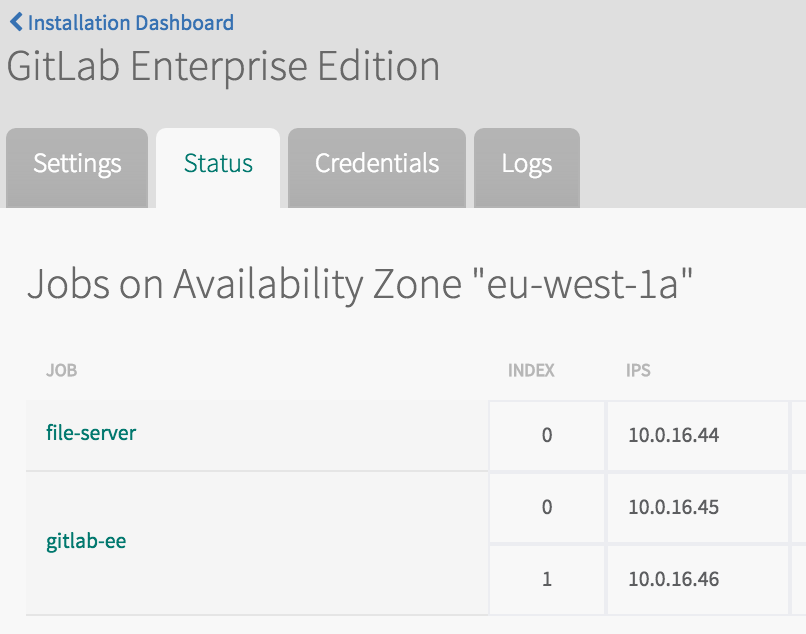 Installation Dashboard
GitLab Enterprise Edition
Settings
Status
Credentials
Logs
Jobs on Availability Zone "eu-west-1a"
JOB INDEX IPS
file-server 0 10.0.16.44
gitlab-ee 0 10.0.16.45
1 10.0.16.46